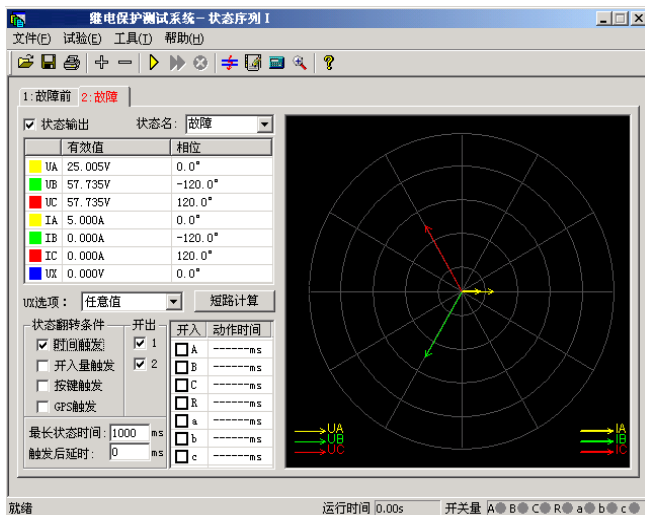 继电保护测试系统-状态序列 I
文件(F) 试验(E) 工具(T) 帮助(H)
1:故障前 2:故障
状态输出 状态名: 故障
有效值 相位
UA 25.005V 0.0°
UB 57.735V -120.0°
UC 57.735V 120.0°
IA 5.000A 0.0°
IB 0.000A -120.0°
IC 0.000A 120.0°
UX 0.000V 0.0°
UX选项: 任意值 短路计算
状态翻转条件 开出 开入 动作时间
时间触发 1 A ------ms
开入量触发 2 B ------ms
按键触发 C ------ms
GPS触发 R ------ms
最长状态时间: 1000 ms a ------ms
触发后延时: 0 ms b ------ms
c ------ms
UA IA
UB IB
UC IC
就绪 运行时间 0.00s 开关量 A B C R a b c